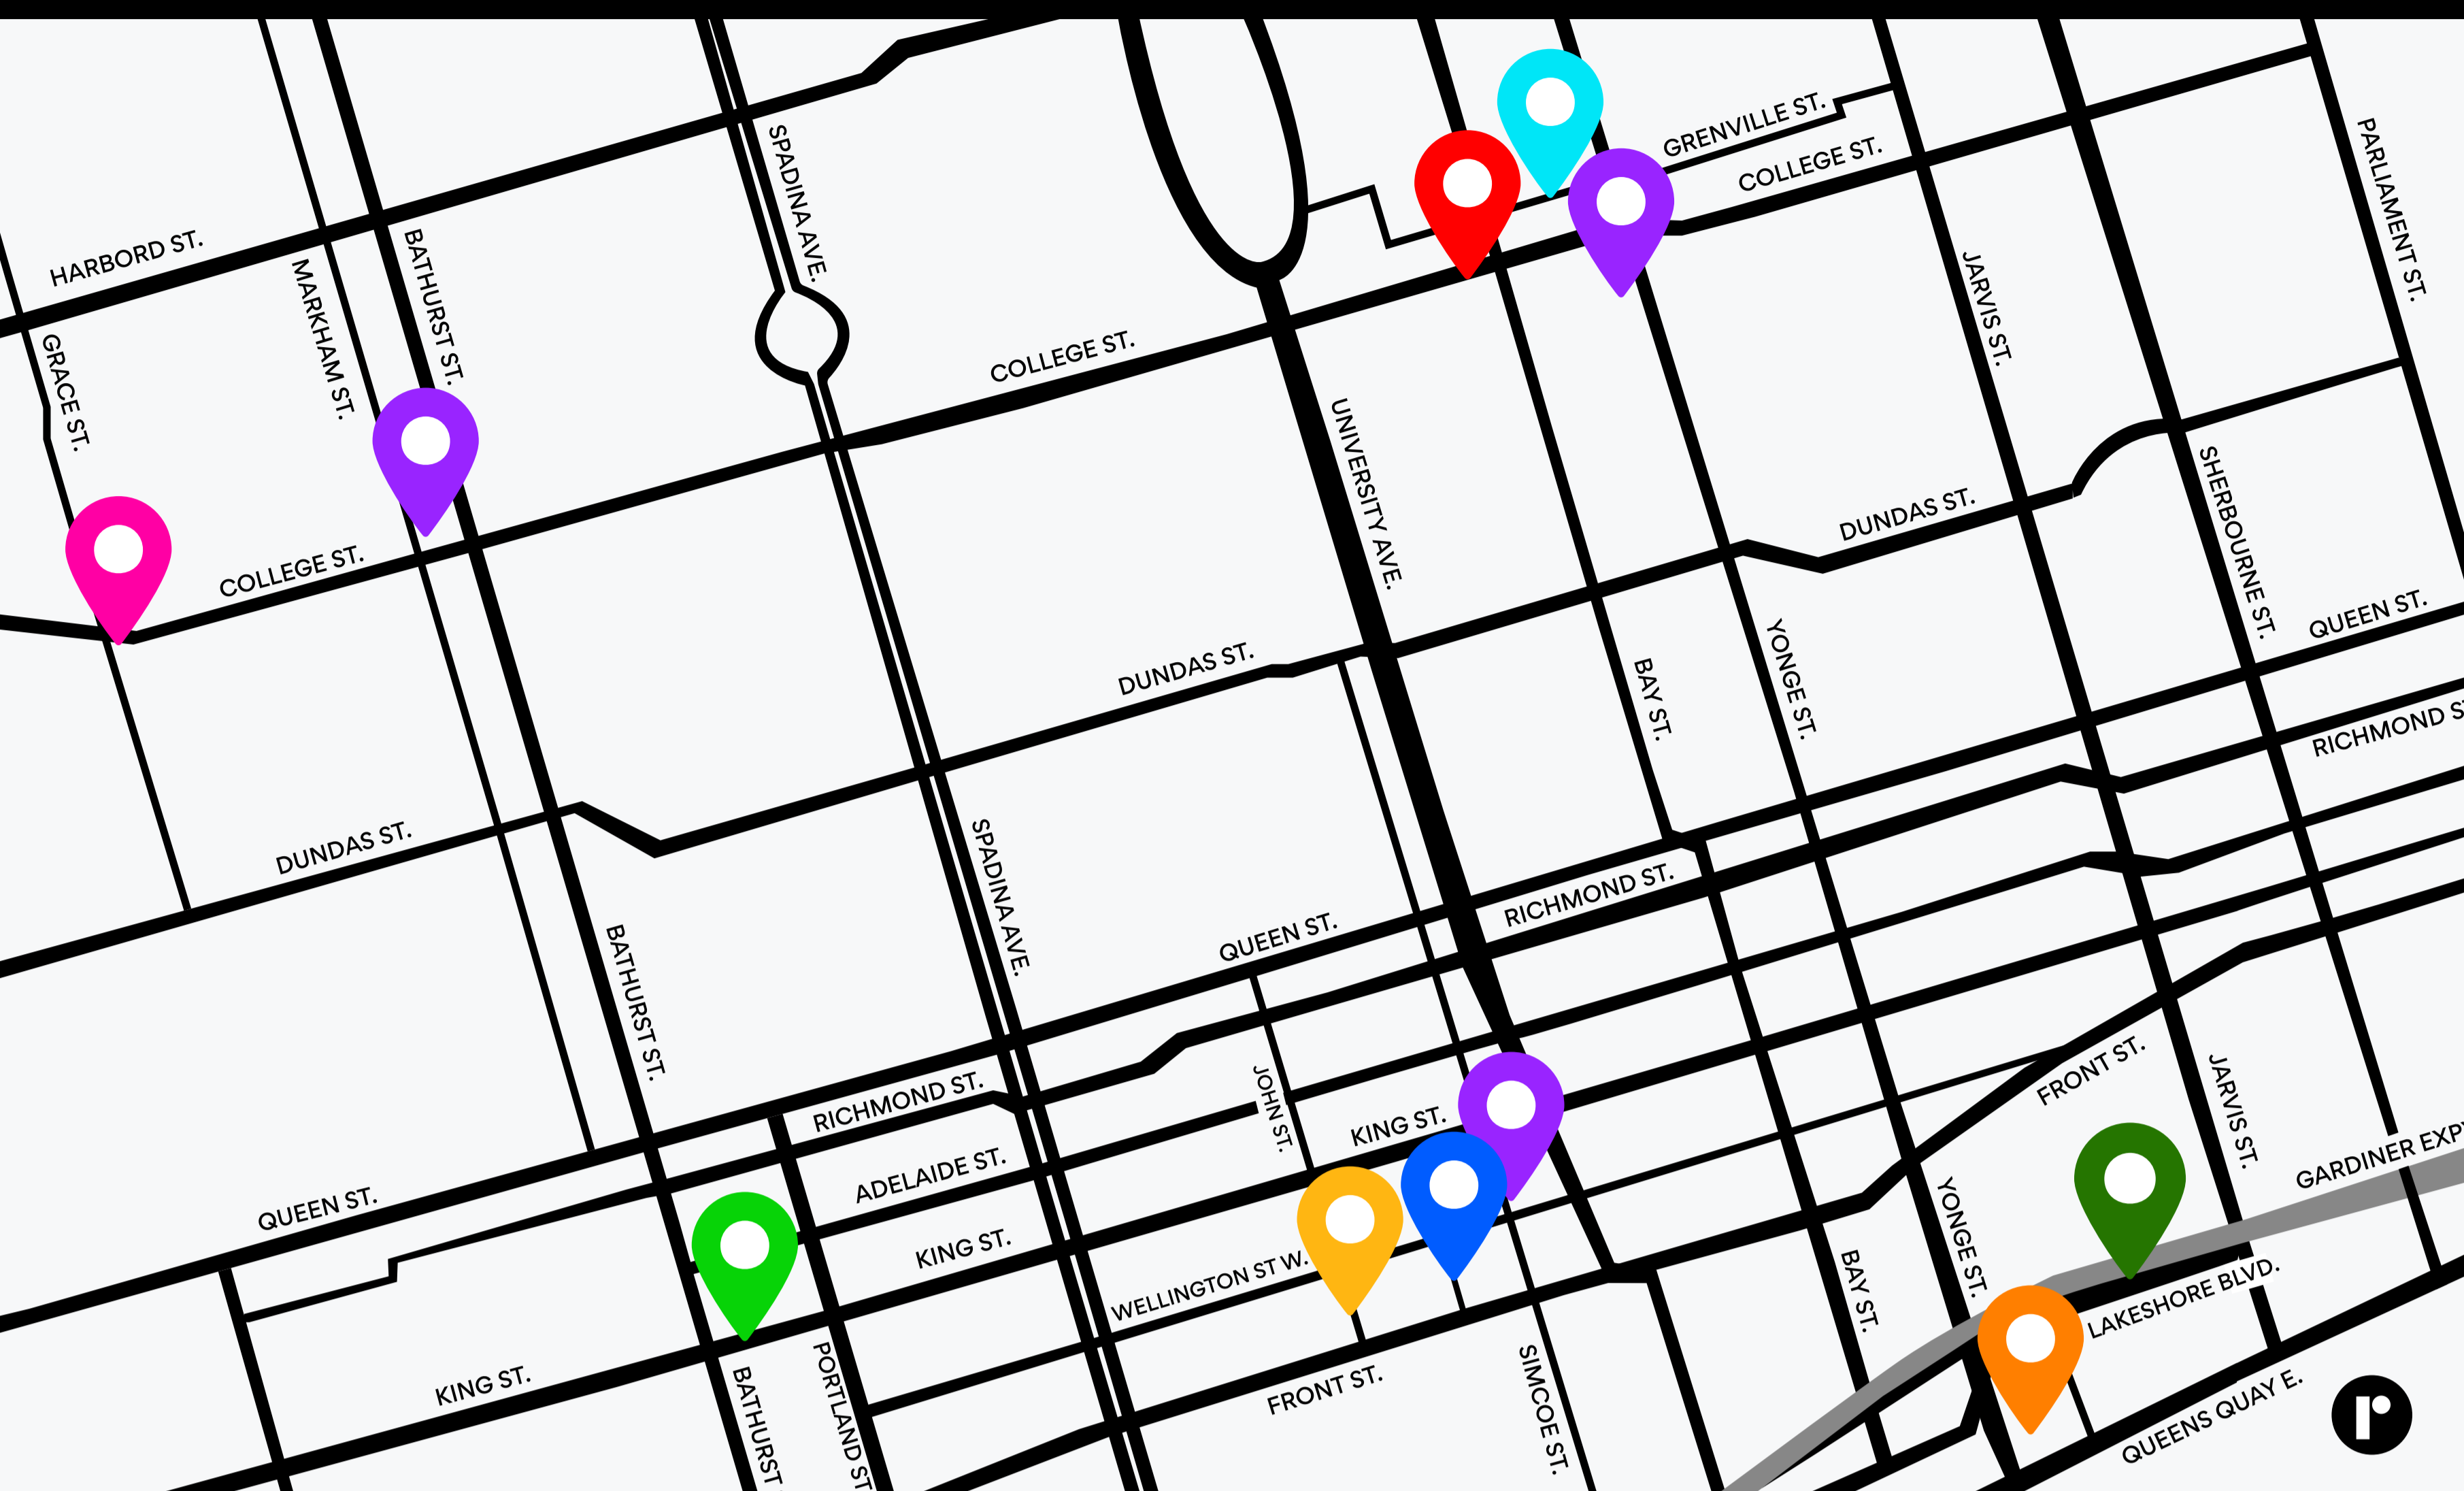 GRENVILLE ST.
COLLEGE ST.
PARLIAMENT ST.
SPADINA AVE.
HARBORD ST.
BATHURST ST.
MARKHAM ST.
GRACE ST.
JARVIS ST.
COLLEGE ST.
UNIVERSITY AVE.
SHERBOURNE ST.
DUNDAS ST.
COLLEGE ST.
QUEEN ST.
YONGE ST.
BAY ST.
DUNDAS ST.
RICHMOND S
DUNDAS ST.
SPADINA AVE.
RICHMOND ST.
QUEEN ST.
BATHURST ST.
JOHN ST.
FRONT ST.
JARVIS ST.
RICHMOND ST.
KING ST.
GARDINER EXPY
ADELAIDE ST.
YONGE ST.
QUEEN ST.
KING ST.
WELLINGTON ST W.
BAY ST.
LAKESHORE BLVD.
PORTLAND ST
SIMCOE ST.
KING ST.
BATHURST
FRONT ST.
QUEENS QUAY E.
r